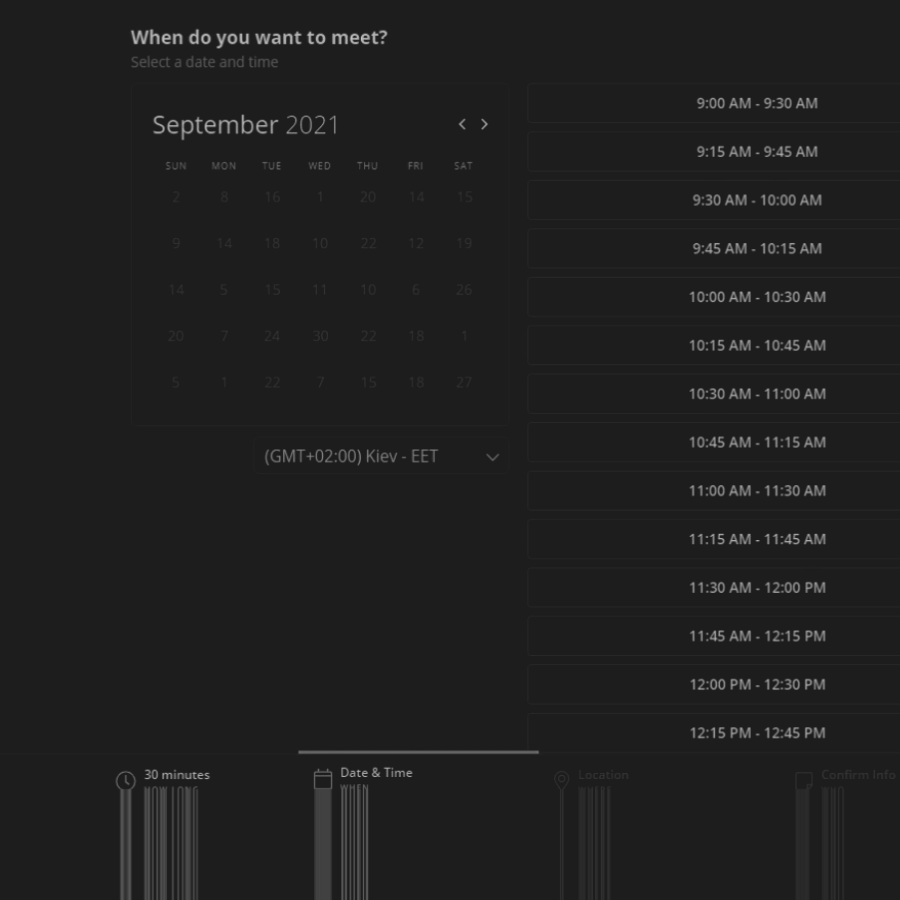 When do you want to meet?
Select a date and time
September 2021
SUN MON TUE WED THU FRI SAT
2 8 16 1 20 14 15
9 14 18 10 22 12 19
14 5 15 11 10 6 26
20 7 24 30 22 18 1
5 1 22 7 15 18 27
(GMT+02:00) Kiev - EET
9:00 AM - 9:30 AM
9:15 AM - 9:45 AM
9:30 AM - 10:00 AM
9:45 AM - 10:15 AM
10:00 AM - 10:30 AM
10:15 AM - 10:45 AM
10:30 AM - 11:00 AM
10:45 AM - 11:15 AM
11:00 AM - 11:30 AM
11:15 AM - 11:45 AM
11:30 AM - 12:00 PM
11:45 AM - 12:15 PM
12:00 PM - 12:30 PM
12:15 PM - 12:45 PM
30 minutes
Date & Time
WHEN
Location
Confirm Info